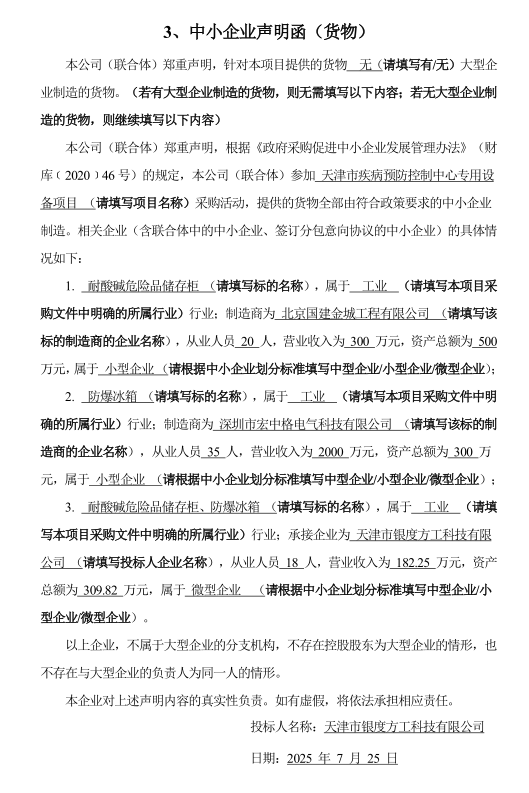 3、中小企业声明函（货物）
本公司（联合体）郑重声明，针对本项目提供的货物 无（请填写有/无）大型企
业制造的货物。（若有大型企业制造的货物，则无需填写以下内容；若无大型企业制
造的货物，则继续填写以下内容）
本公司（联合体）郑重声明，根据《政府采购促进中小企业发展管理办法》（财
库﹝2020﹞46 号）的规定，本公司（联合体）参加 天津市疾病预防控制中心专用设
备项目 （请填写项目名称）采购活动，提供的货物全部由符合政策要求的中小企业
制造。相关企业（含联合体中的中小企业、签订分包意向协议的中小企业）的具体情
况如下：
1. 耐酸碱危险品储存柜 （请填写标的名称），属于 工业 （请填写本项目采
购文件中明确的所属行业）行业；制造商为 北京国建金城工程有限公司 （请填写该
标的制造商的企业名称），从业人员 20 人，营业收入为 300 万元，资产总额为 500
万元，属于 小型企业（请根据中小企业划分标准填写中型企业/小型企业/微型企业）；
2. 防爆冰箱 （请填写标的名称），属于 工业 （请填写本项目采购文件中明
确的所属行业）行业；制造商为 深圳市宏中格电气科技有限公司 （请填写该标的制
造商的企业名称），从业人员 35 人，营业收入为 2000 万元，资产总额为 300 万
元，属于 小型企业 （请根据中小企业划分标准填写中型企业/小型企业/微型企业）；
3. 耐酸碱危险品储存柜、防爆冰箱 （请填写标的名称），属于 工业 （请填
写本项目采购文件中明确的所属行业）行业；承接企业为 天津市银度方工科技有限
公司 （请填写投标人企业名称），从业人员 18 人，营业收入为 182.25 万元，资产
总额为 309.82 万元，属于 微型企业 （请根据中小企业划分标准填写中型企业/小
型企业/微型企业）。
以上企业，不属于大型企业的分支机构，不存在控股股东为大型企业的情形，也
不存在与大型企业的负责人为同一人的情形。
本企业对上述声明内容的真实性负责。如有虚假，将依法承担相应责任。
投标人名称：天津市银度方工科技有限公司
日期：2025 年 7 月 25 日